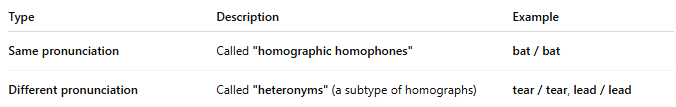 Type Description Example
Same pronunciation Called "homographic homophones" bat / bat
Different pronunciation Called "heteronyms" (a subtype of homographs) tear / tear, lead / lead